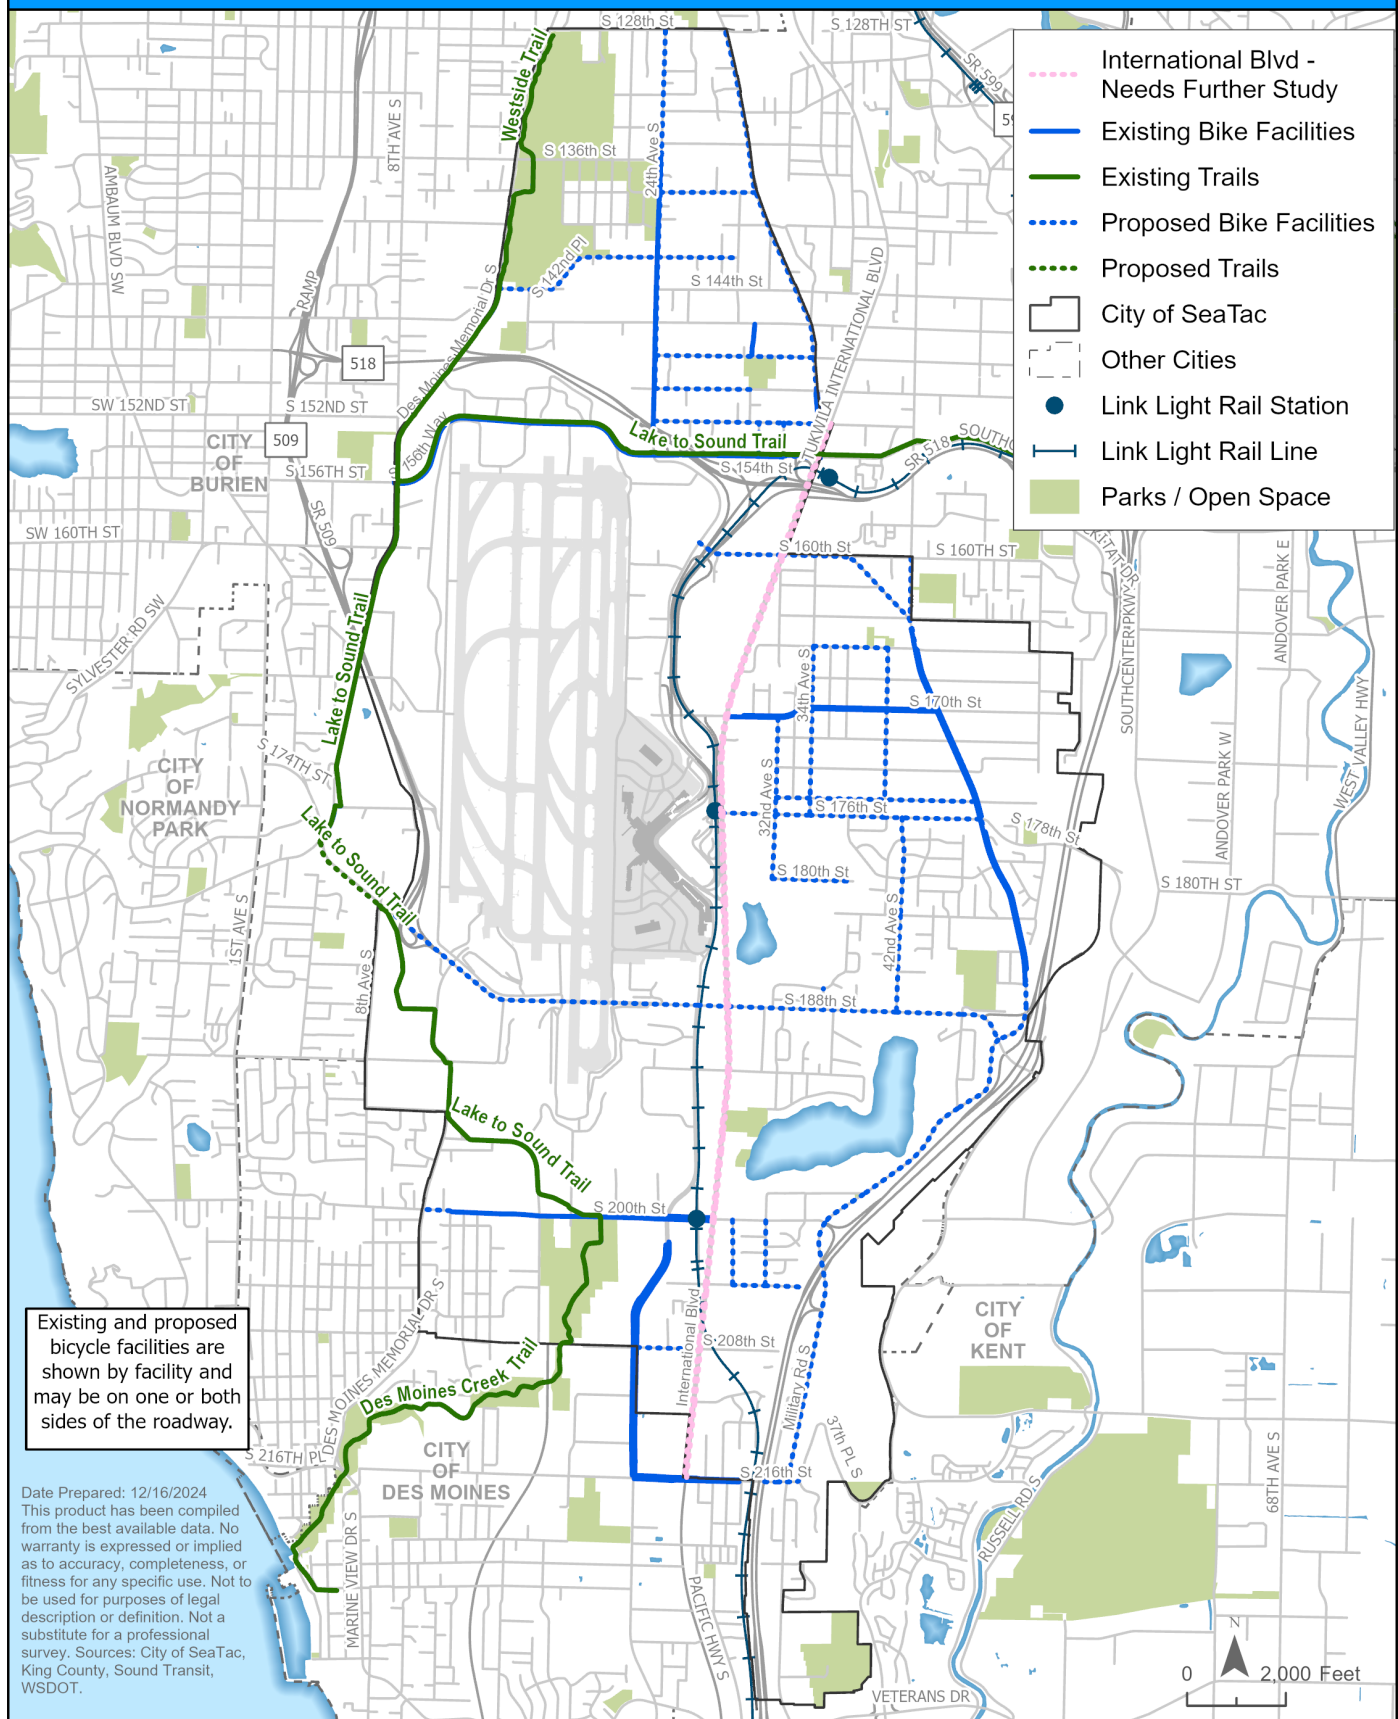 S 128th St
S 128TH ST
SR 599
Westside Trail
8TH AVE S
S 136th St
24th Ave S
AMBAUM BLVD SW
S 142nd Pl
S 144th St
RAMP
Des Moines Memorial Dr S
TUKWILA INTERNATIONAL BLVD
518
SW 152ND ST
S 152ND ST
509
CITY
OF
BURIEN
S 156TH ST
S 156th Way
Lake to Sound Trail
S 154th St
SR 518
SW 160TH ST
SR 509
S 160th St
S 160TH ST
International Blvd -
Needs Further Study
Existing Bike Facilities
Existing Trails
Proposed Bike Facilities
Proposed Trails
City of SeaTac
Other Cities
Link Light Rail Station
Link Light Rail Line
Parks / Open Space
SOUTHCENTER PKWY
ANDOVER PARK E
SYLVESTER RD SW
Lake to Sound Trail
34th Ave S
S 170th St
S 174TH ST
CITY
OF
NORMANDY
PARK
32nd Ave S
S 176th St
S 178th St
ANDOVER PARK W
WEST VALLEY HWY
Lake to Sound Trail
S 180th St
S 180TH ST
1ST AVE S
8th Ave S
42nd Ave S
S 188th St
Lake to Sound Trail
S 200th St
International Blvd
S 208th St
Military Rd S
37th PL S
CITY
OF
KENT
Existing and proposed
bicycle facilities are
shown by facility and
may be on one or both
sides of the roadway.
DES MOINES MEMORIAL DR S
Des Moines Creek Trail
S 216TH PL
CITY
OF
DES MOINES
S 216th St
68TH AVE S
RUSSELL RD S
Date Prepared: 12/16/2024
This product has been compiled
from the best available data. No
warranty is expressed or implied
as to accuracy, completeness, or
fitness for any specific use. Not to
be used for purposes of legal
description or definition. Not a
substitute for a professional
survey. Sources: City of SeaTac,
King County, Sound Transit,
WSDOT.
MARINE VIEW DR S
PACIFIC HWY S
VETERANS DR
N
0 2,000 Feet